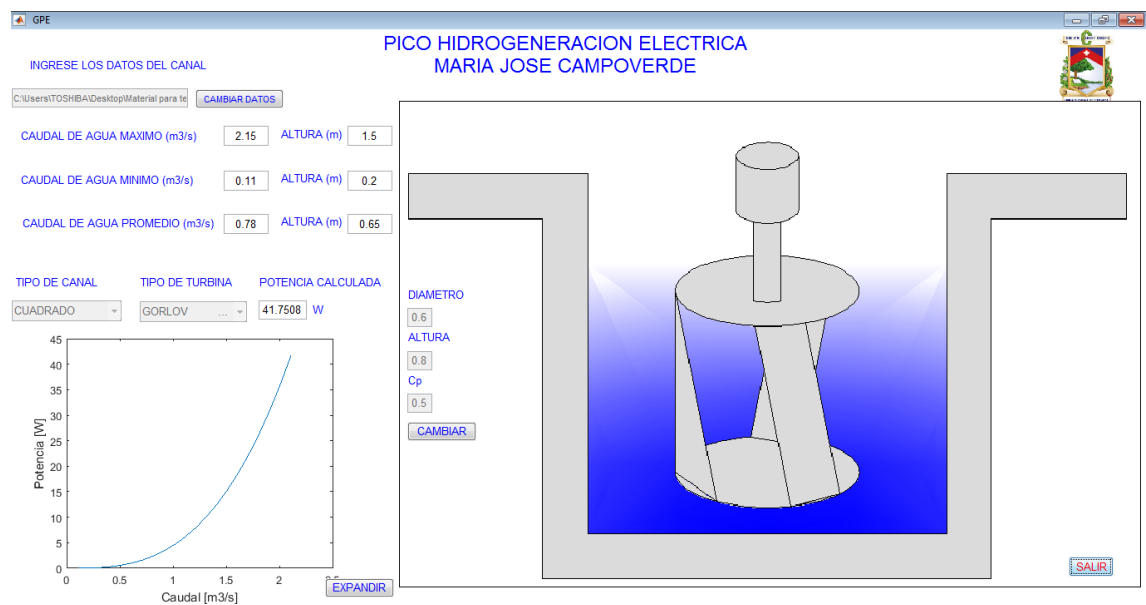 GPE
PICO HIDROGENERACION ELECTRICA
MARIA JOSE CAMPOVERDE
INGRESE LOS DATOS DEL CANAL
C:\Users\TOSHIBA\Desktop\Material para te
CAMBIAR DATOS
CAUDAL DE AGUA MAXIMO (m3/s) 2.15 ALTURA (m) 1.5
CAUDAL DE AGUA MINIMO (m3/s) 0.11 ALTURA (m) 0.2
CAUDAL DE AGUA PROMEDIO (m3/s) 0.78 ALTURA (m) 0.65
TIPO DE CANAL TIPO DE TURBINA POTENCIA CALCULADA
CUADRADO GORLOV ... 41.7508 W
45
40
35
30
25
20
15
10
5
0
Potencia [W]
0 0.5 1 1.5 2 2.5
Caudal [m3/s]
EXPANDIR
DIAMETRO
0.6
ALTURA
0.8
Cp
0.5
CAMBIAR
SALIR